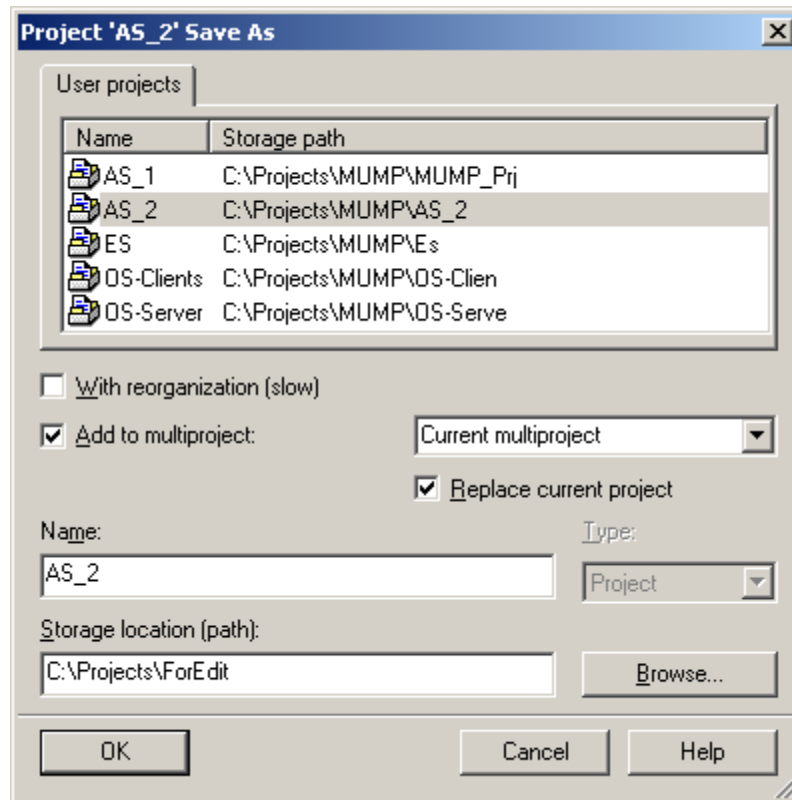 Project 'AS_2' Save As
User projects
Name Storage path
AS_1 C:\Projects\MUMP\MUMP_Prj
AS_2 C:\Projects\MUMP\AS_2
ES C:\Projects\MUMP\Es
OS-Clients C:\Projects\MUMP\OS-Clien
OS-Server C:\Projects\MUMP\OS-Serve
With reorganization (slow)
Add to multiproject: Current multiproject
Replace current project
Name: Type:
AS_2 Project
Storage location (path):
C:\Projects\ForEdit Browse...
OK Cancel Help